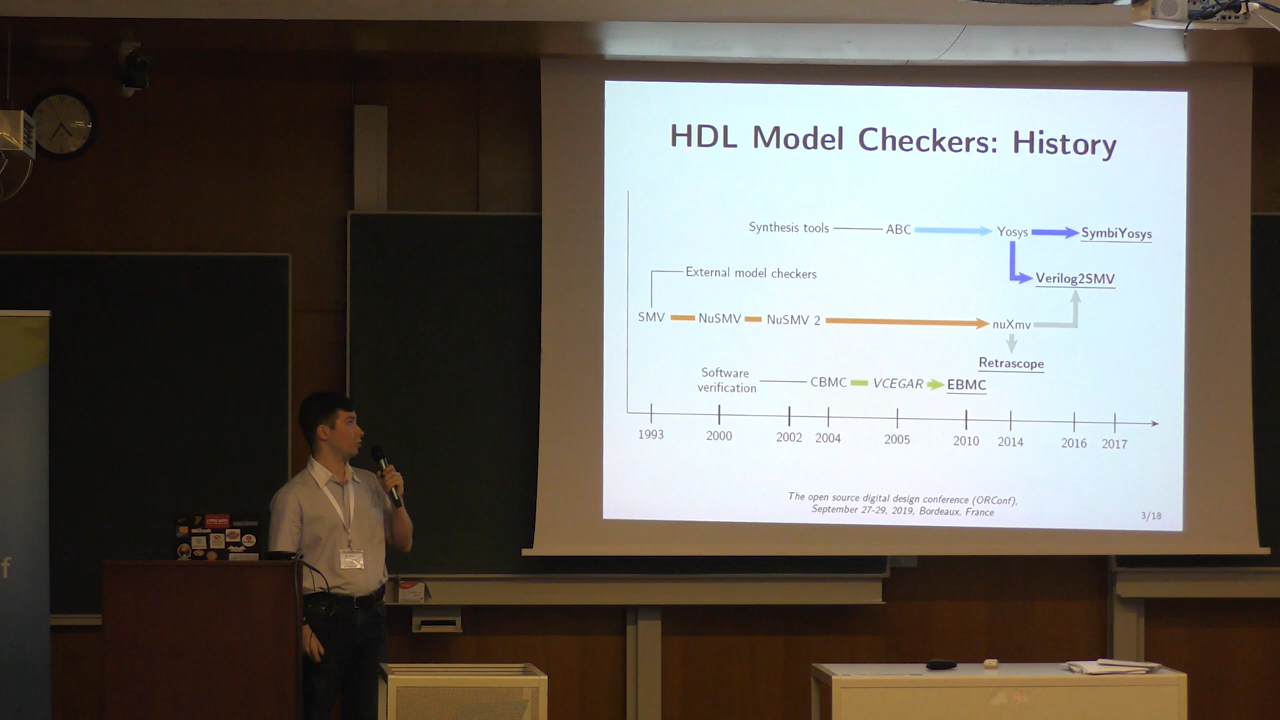 HDL Model Checkers: History
Synthesis tools
ABC
Yosys
SymbiYosys
External model checkers
Verilog2SMV
SMV
NuSMV
NuSMV 2
nuXmv
Retrascope
Software
verification
CBMC
VCEGAR
EBMC
1993
2000
2002
2004
2005
2010
2014
2016
2017
The open source digital design conference (ORConf),
September 27-29, 2019, Bordeaux, France
3/18
f